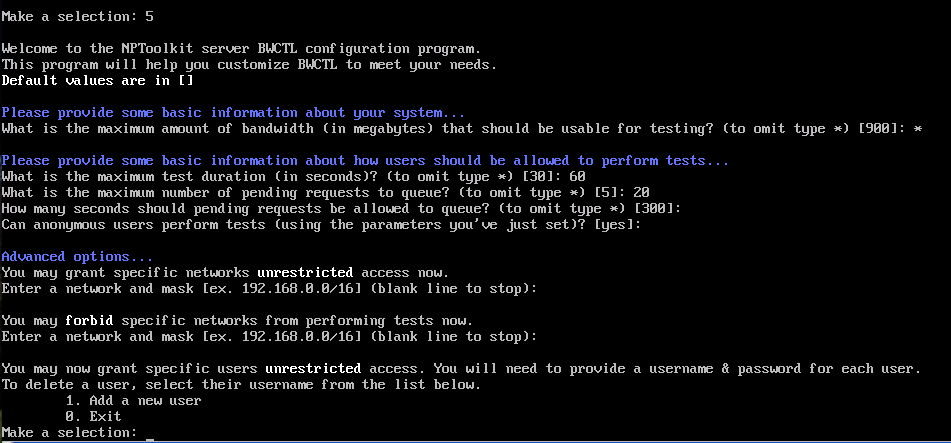 Make a selection: 5
Welcome to the NPToolkit server BWCTL configuration program.
This program will help you customize BWCTL to meet your needs.
Default values are in []
Please provide some basic information about your system...
What is the maximum amount of bandwidth (in megabytes) that should be usable for testing? (to omit type *) [900]: *
Please provide some basic information about how users should be allowed to perform tests...
What is the maximum test duration (in seconds)? (to omit type *) [30]: 60
What is the maximum number of pending requests to queue? (to omit type *) [5]: 20
How many seconds should pending requests be allowed to queue? (to omit type *) [300]:
Can anonymous users perform tests (using the parameters you've just set)? [yes]:
Advanced options...
You may grant specific networks unrestricted access now.
Enter a network and mask [ex. 192.168.0.0/16] (blank line to stop):
You may forbid specific networks from performing tests now.
Enter a network and mask [ex. 192.168.0.0/16] (blank line to stop):
You may now grant specific users unrestricted access. You will need to provide a username & password for each user.
To delete a user, select their username from the list below.
1. Add a new user
0. Exit
Make a selection: _